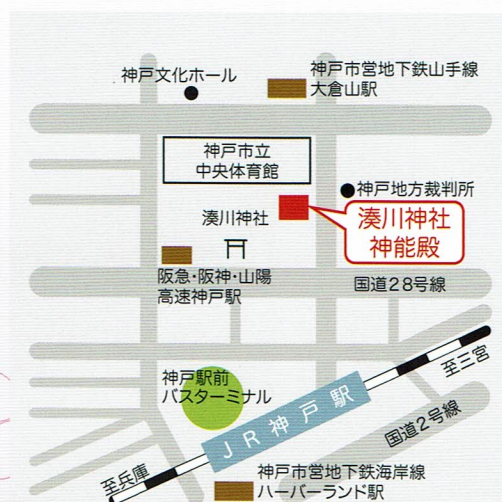 神戸文化ホール
神戸市営地下鉄山手線
大倉山駅
神戸市立
中央体育館
神戸地方裁判所
湊川神社
湊川神社
神能殿
阪急・阪神・山陽
高速神戸駅
国道28号線
神戸駅前
バスターミナル
至三宮
JR神戸駅
国道2号線
至兵庫
神戸市営地下鉄海岸線
ハーバーランド駅